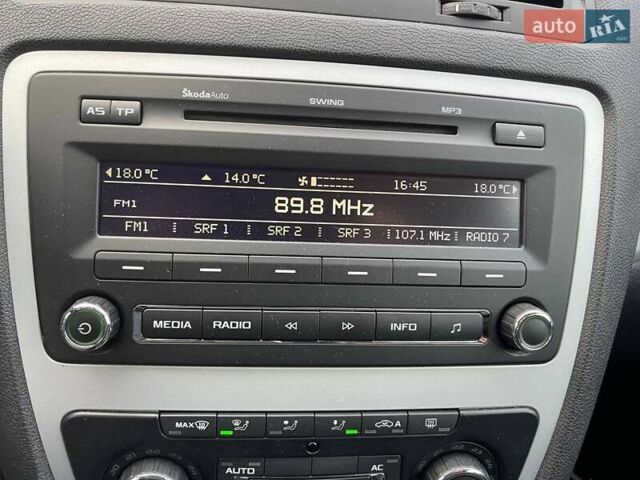 auto RIA .com
ŠkodaAuto SWING MP3
AS TP
18.0°C 14.0°C 16:45 18.0°C
FM1 89.8 MHz
FM1 SRF 1 SRF 2 SRF 3 107.1 MHz RADIO 7
MEDIA RADIO INFO
MAX A
AUTO AC